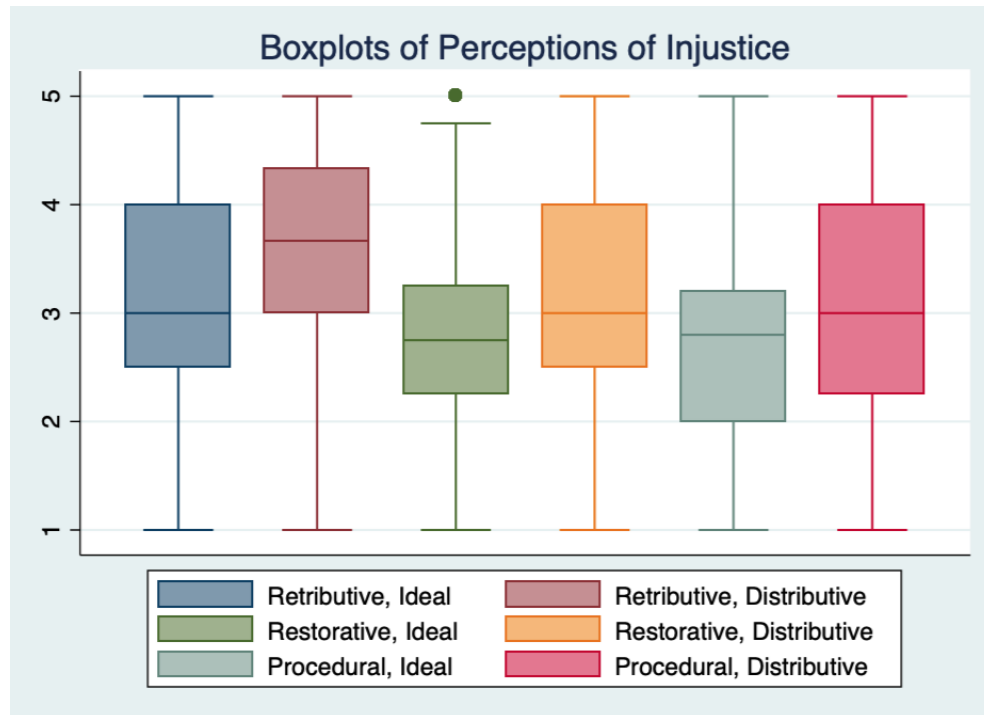 Boxplots of Perceptions of Injustice
5
4
3
2
1
Retributive, Ideal
Retributive, Distributive
Restorative, Ideal
Restorative, Distributive
Procedural, Ideal
Procedural, Distributive